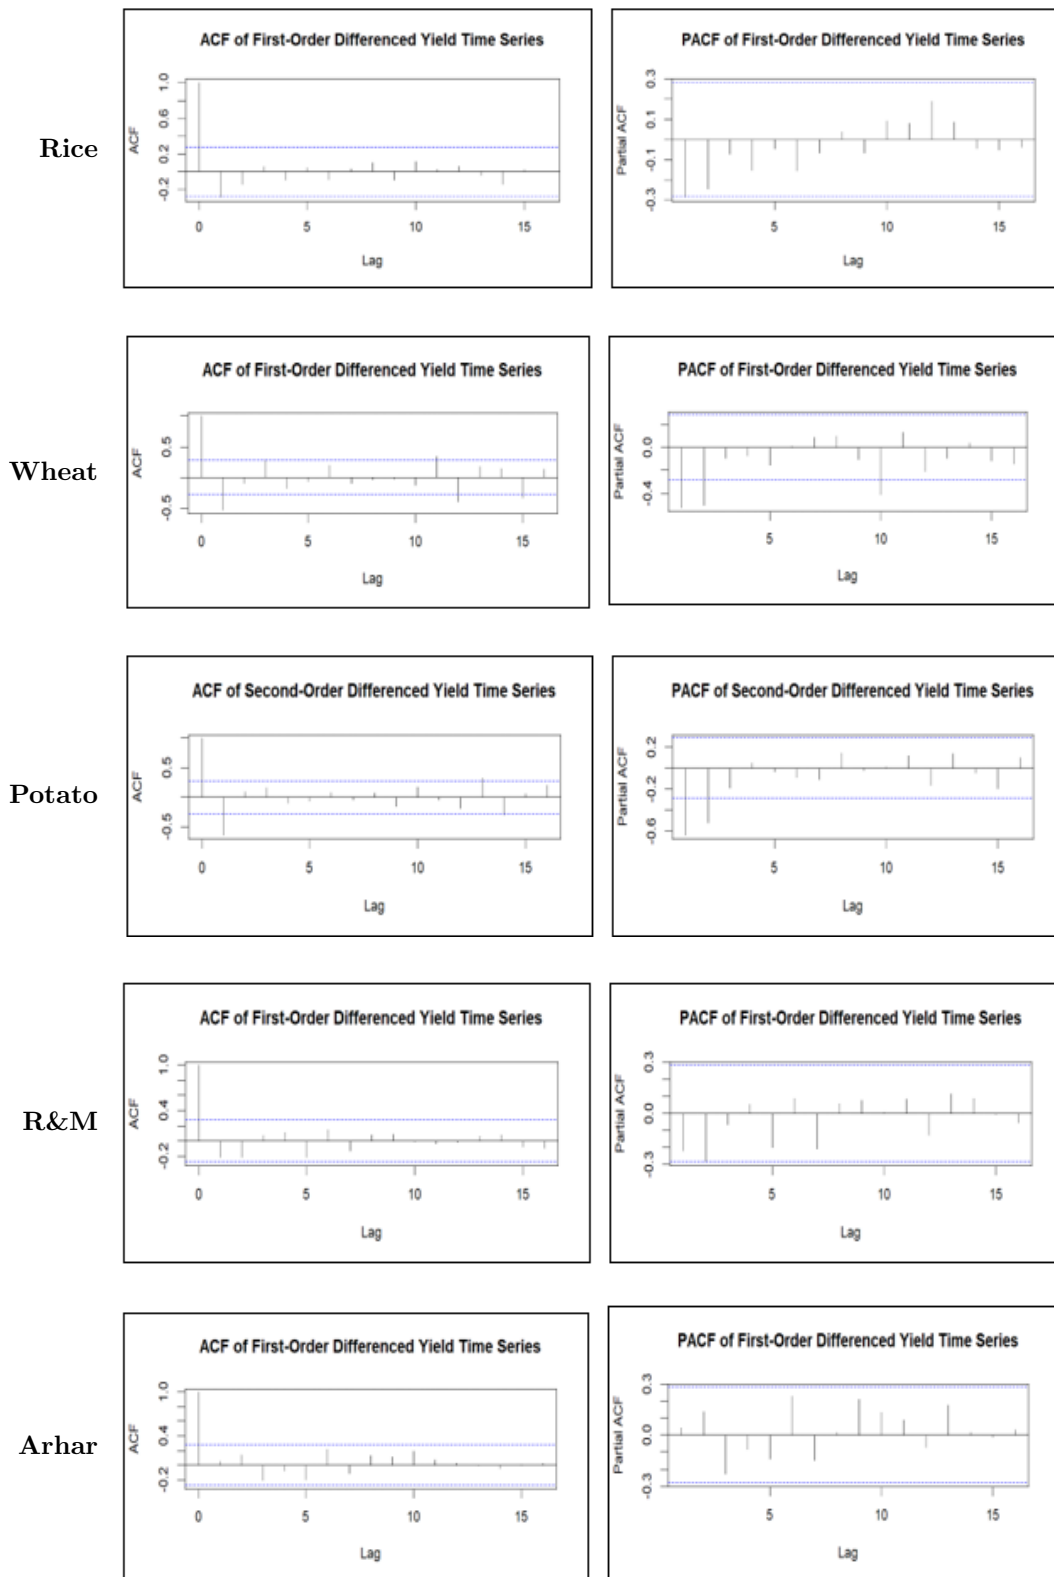 Rice
ACF of First-Order Differenced Yield Time Series
ACF
1.0
0.6
0.2
-0.2
0 5 10 15
Lag
PACF of First-Order Differenced Yield Time Series
Partial ACF
0.3
0.1
-0.1
-0.3
5 10 15
Lag
Wheat
ACF of First-Order Differenced Yield Time Series
ACF
0.5
-0.5
0 5 10 15
Lag
PACF of First-Order Differenced Yield Time Series
Partial ACF
0.0
-0.4
5 10 15
Lag
Potato
ACF of Second-Order Differenced Yield Time Series
ACF
0.5
-0.5
0 5 10 15
Lag
PACF of Second-Order Differenced Yield Time Series
Partial ACF
0.2
-0.2
-0.6
5 10 15
Lag
R&M
ACF of First-Order Differenced Yield Time Series
ACF
1.0
0.4
-0.2
0 5 10 15
Lag
PACF of First-Order Differenced Yield Time Series
Partial ACF
0.3
0.0
-0.3
5 10 15
Lag
Arhar
ACF of First-Order Differenced Yield Time Series
ACF
1.0
0.4
-0.2
0 5 10 15
Lag
PACF of First-Order Differenced Yield Time Series
Partial ACF
0.3
0.0
-0.3
5 10 15
Lag